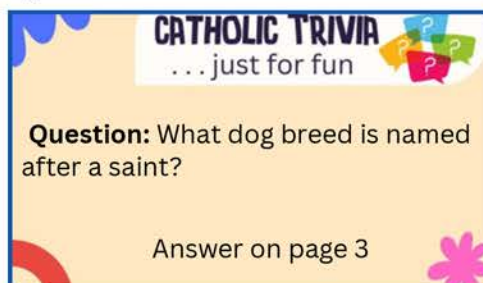 CATHOLIC TRIVIA
. . . just for fun
? ? ? ?
Question: What dog breed is named
after a saint?
Answer on page 3